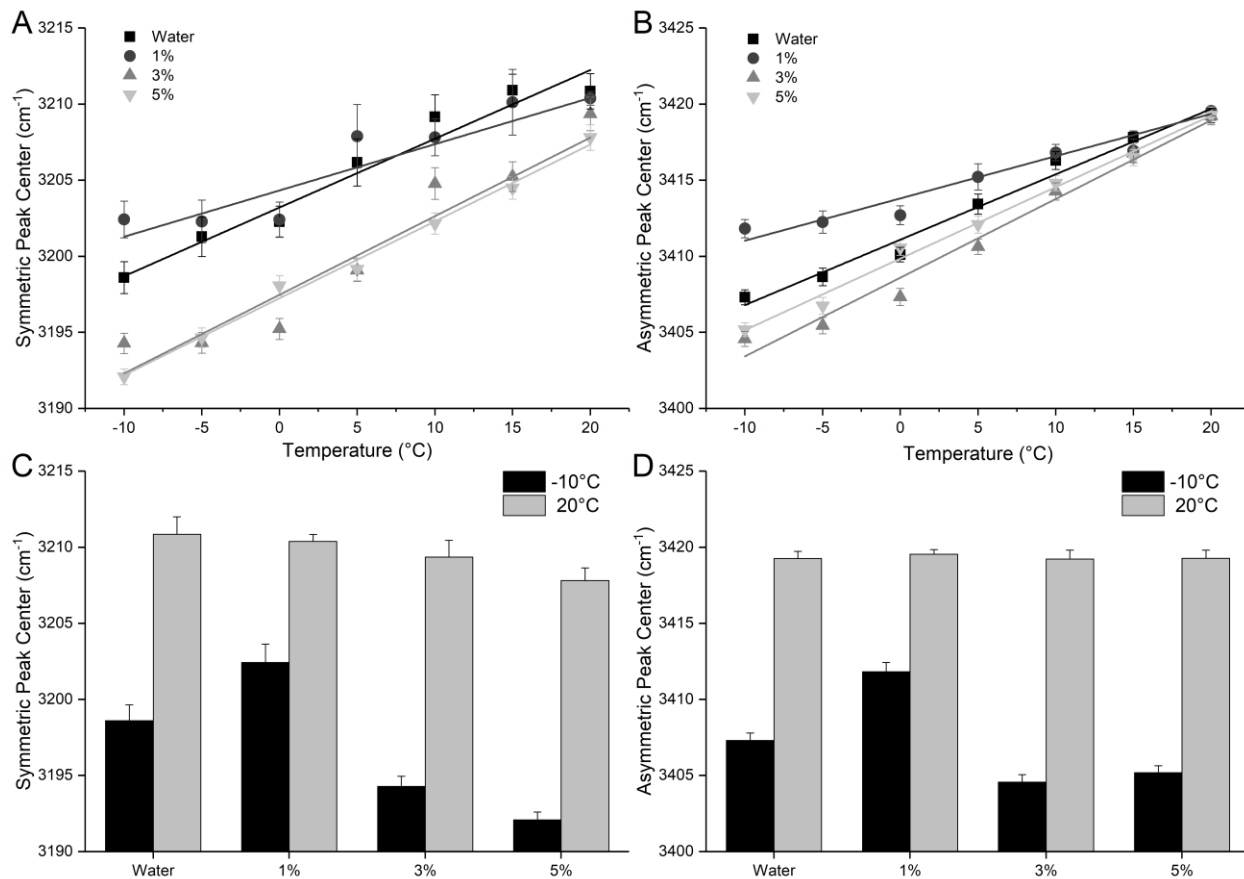 A
Symmetric Peak Center (cm⁻¹)
3215
3210
3205
3200
3195
3190
Water
1%
3%
5%
-10
-5
0
5
10
15
20
Temperature (°C)
B
Asymmetric Peak Center (cm⁻¹)
3425
3420
3415
3410
3405
3400
Water
1%
3%
5%
-10
-5
0
5
10
15
20
Temperature (°C)
C
Symmetric Peak Center (cm⁻¹)
3215
3210
3205
3200
3195
3190
-10°C
20°C
Water
1%
3%
5%
D
Asymmetric Peak Center (cm⁻¹)
3425
3420
3415
3410
3405
3400
-10°C
20°C
Water
1%
3%
5%